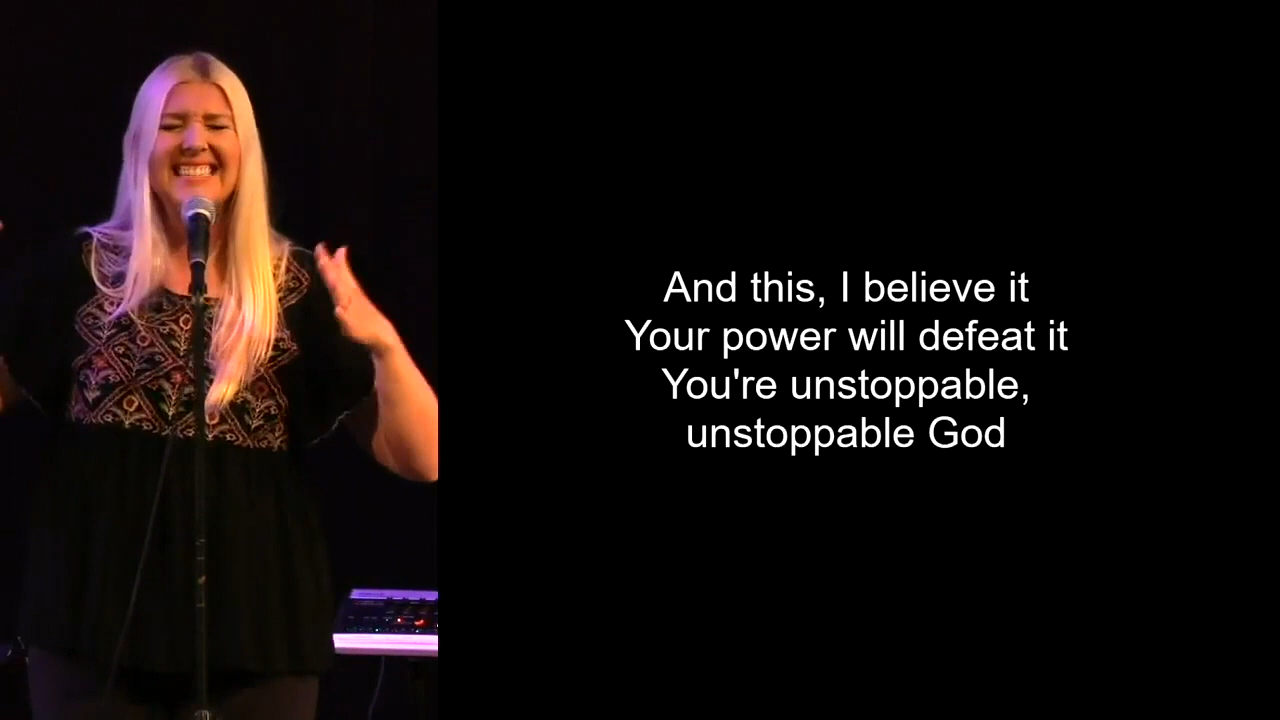 And this, I believe it
Your power will defeat it
You're unstoppable,
unstoppable God